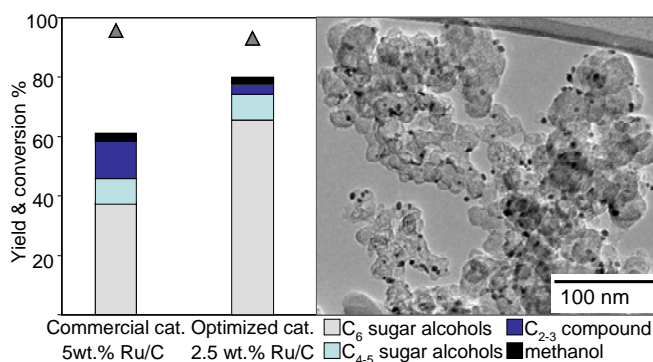 100
80
60
40
20
Yield & conversion %
Commercial cat.
5wt.% Ru/C
Optimized cat.
2.5 wt.% Ru/C
C6 sugar alcohols
C4-5 sugar alcohols
C2-3 compound
methanol
100 nm